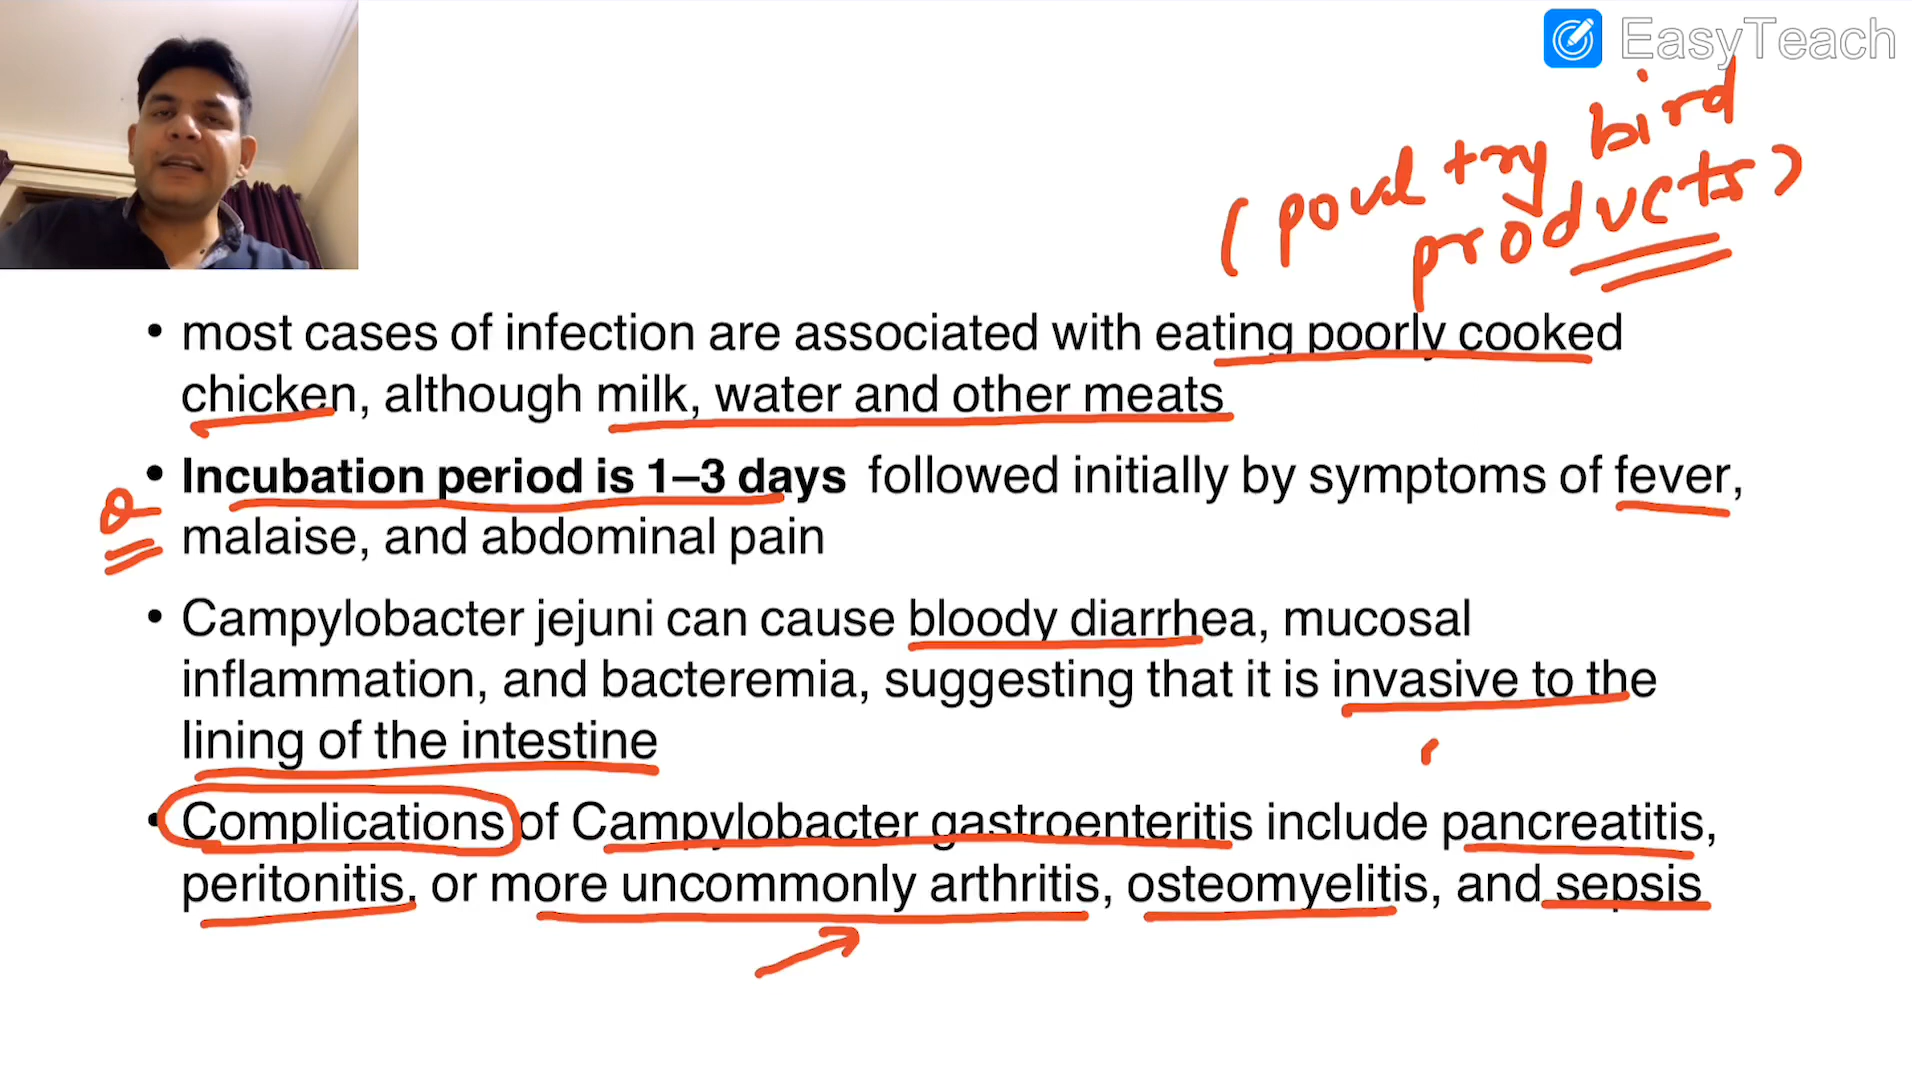 EasyTeach
(poultry bird
products)
• most cases of infection are associated with eating poorly cooked
chicken, although milk, water and other meats
• Incubation period is 1–3 days followed initially by symptoms of fever,
malaise, and abdominal pain
• Campylobacter jejuni can cause bloody diarrhea, mucosal
inflammation, and bacteremia, suggesting that it is invasive to the
lining of the intestine
• Complications of Campylobacter gastroenteritis include pancreatitis,
peritonitis, or more uncommonly arthritis, osteomyelitis, and sepsis